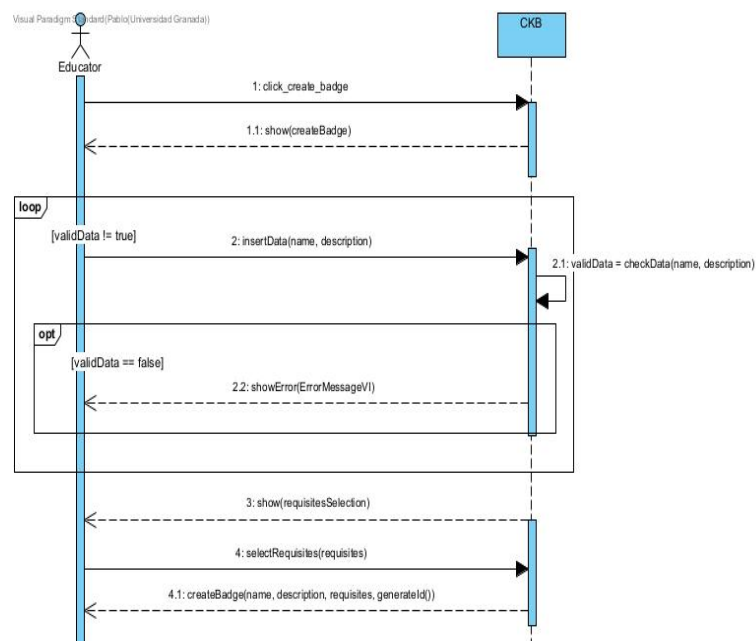 Visual Paradigm Standard(Pablo(Universidad Granada))
CKB
Educator
1: click_create_badge
1.1: show(createBadge)
loop
[validData != true]
2: insertData(name, description)
2.1: validData = checkData(name, description)
opt
[validData == false]
2.2: showError(ErrorMessageVI)
3: show(requisitesSelection)
4: selectRequisites(requisites)
4.1: createBadge(name, description, requisites, generateId())